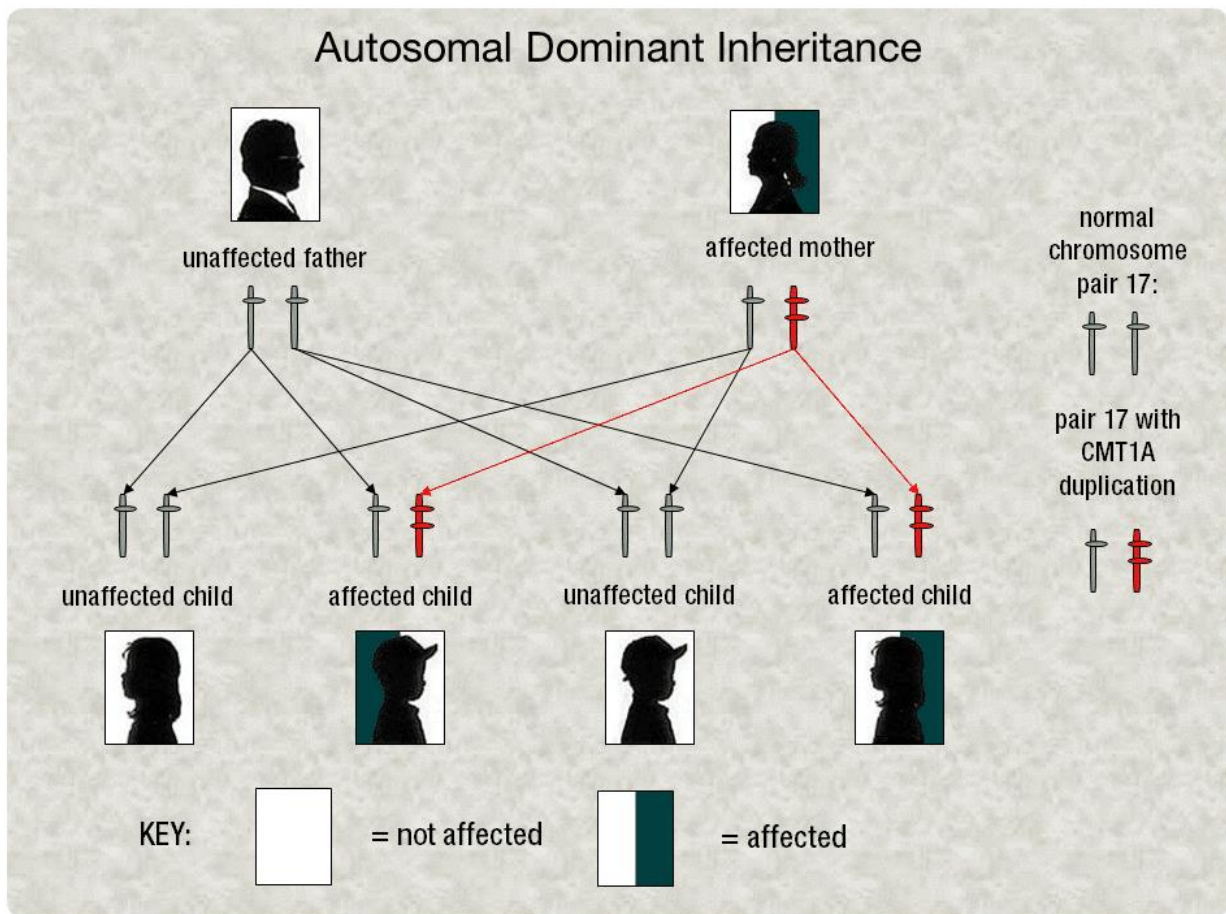 Autosomal Dominant Inheritance
unaffected father
affected mother
normal
chromosome
pair 17:
pair 17 with
CMT1A
duplication
unaffected child
affected child
unaffected child
affected child
KEY:
= not affected
= affected